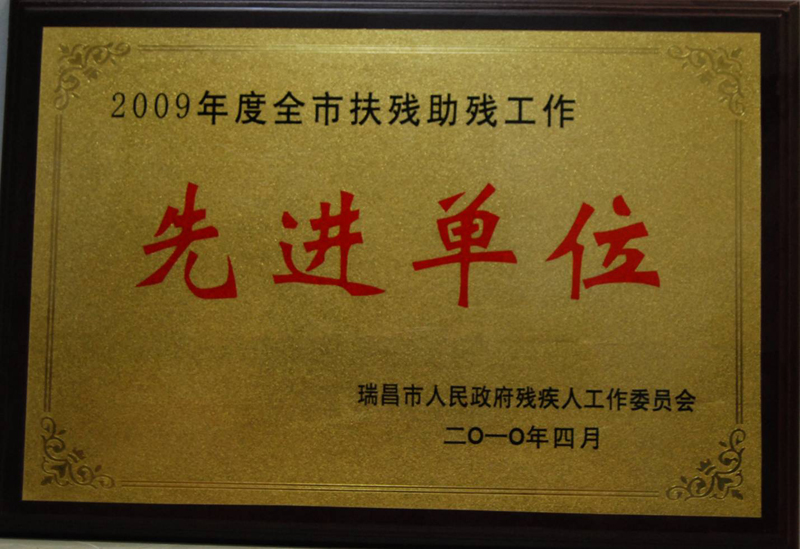 2009年度全市扶残助残工作
先进单位
瑞昌市人民政府残疾人工作委员会
二〇一〇年四月